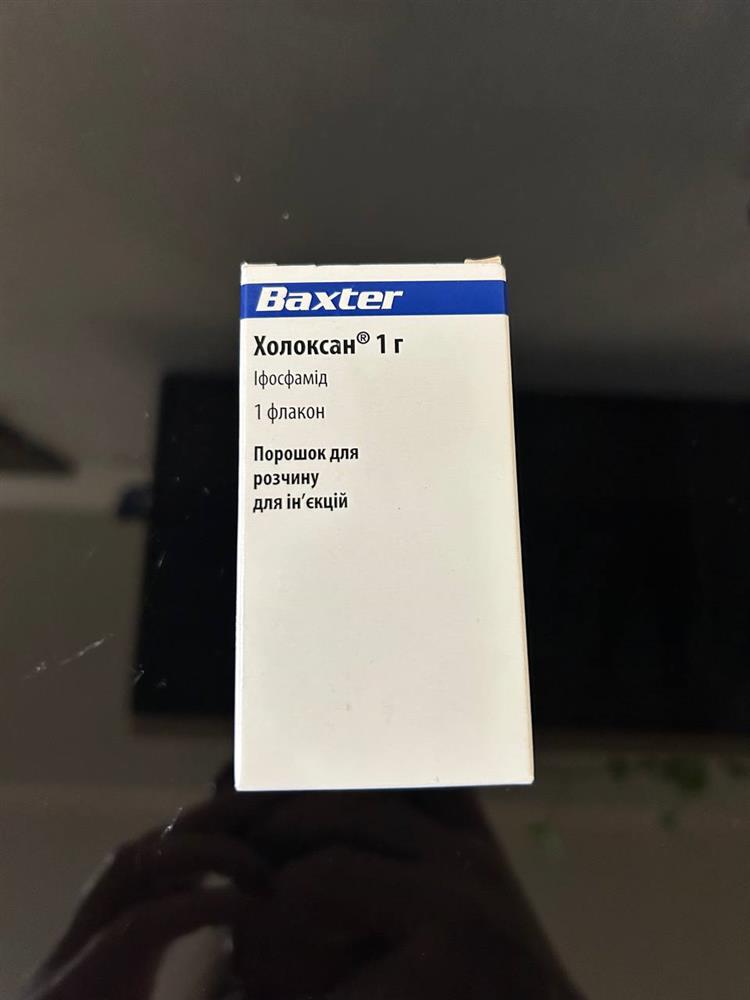 Baxter
Холоксан® 1 г
Іфосфамід
1 флакон
Порошок для
розчину
для ін’єкцій